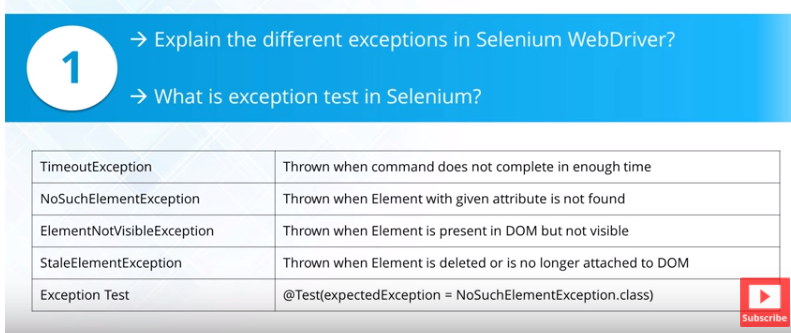 1
→ Explain the different exceptions in Selenium WebDriver?
→ What is exception test in Selenium?
TimeoutException Thrown when command does not complete in enough time
NoSuchElementException Thrown when Element with given attribute is not found
ElementNotVisibleException Thrown when Element is present in DOM but not visible
StaleElementException Thrown when Element is deleted or is no longer attached to DOM
Exception Test @Test(expectedException = NoSuchElementException.class)
Subscribe